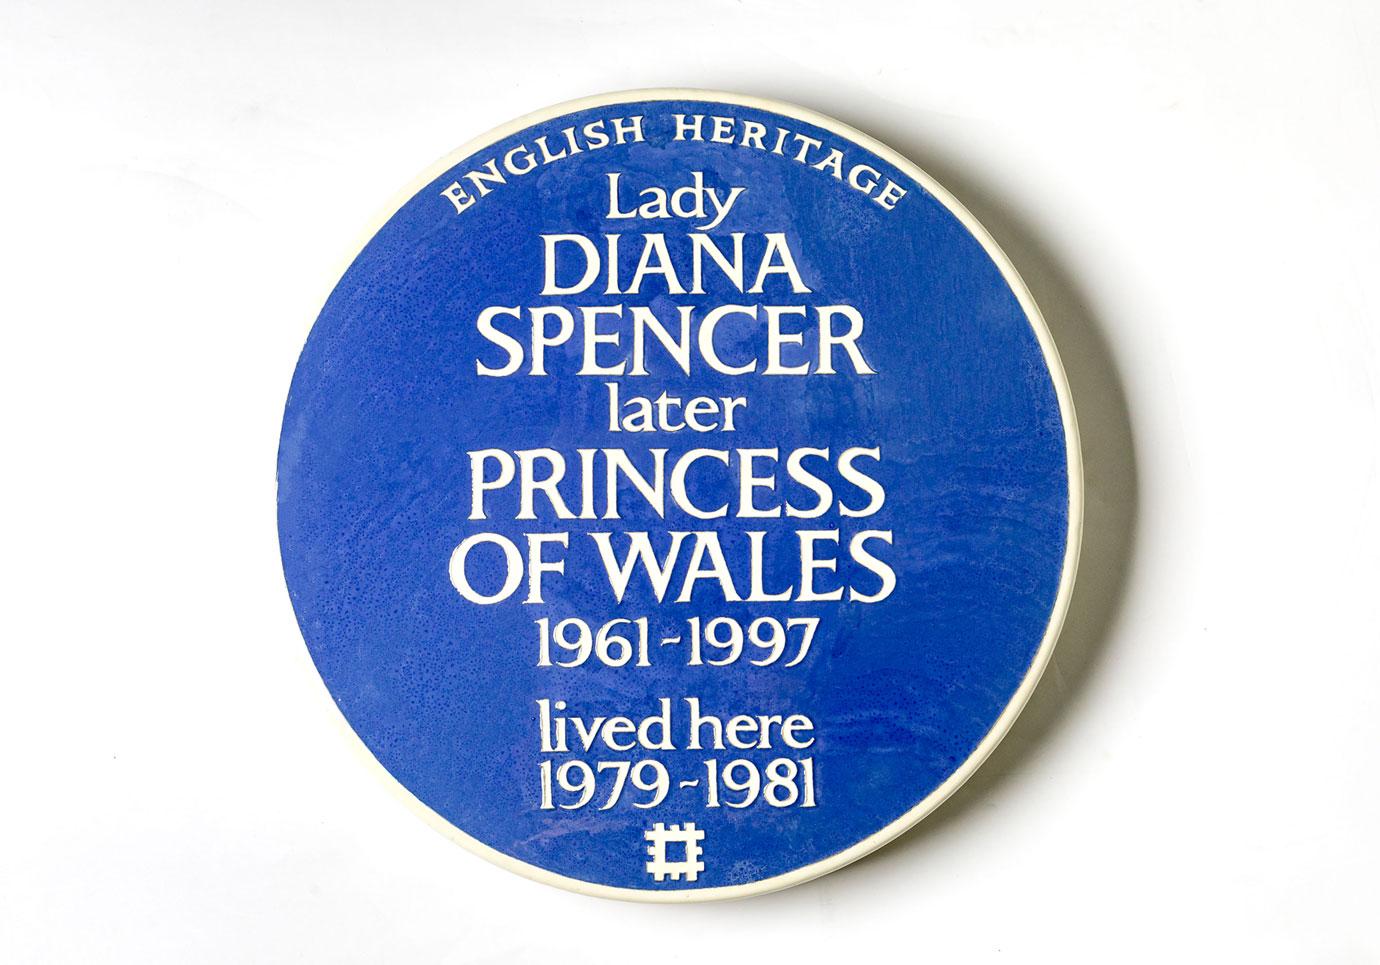 ENGLISH HERITAGE
Lady
DIANA
SPENCER
later
PRINCESS
OF WALES
1961-1997
lived here
1979-1981